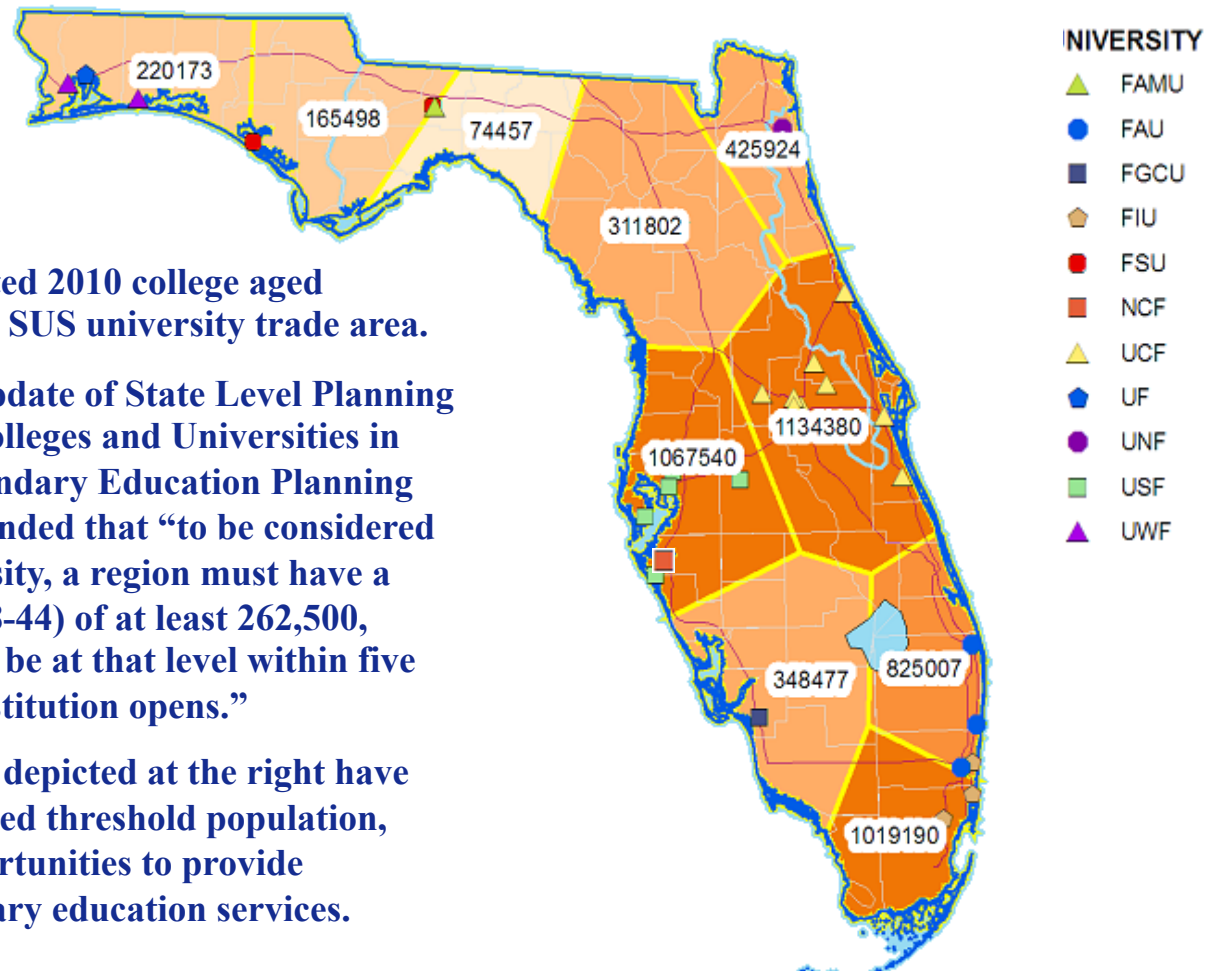 ted 2010 college aged
SUS university trade area.
pdate of State Level Planning
olleges and Universities in
ndary Education Planning
nded that “to be considered
sity, a region must have a
-44) of at least 262,500,
be at that level within five
stitution opens.”
depicted at the right have
ed threshold population,
ortunities to provide
ary education services.
220173
165498
74457
425924
311802
1134380
1067540
348477
825007
1019190
NIVERSITY
FAMU
FAU
FGCU
FIU
FSU
NCF
UCF
UF
UNF
USF
UWF